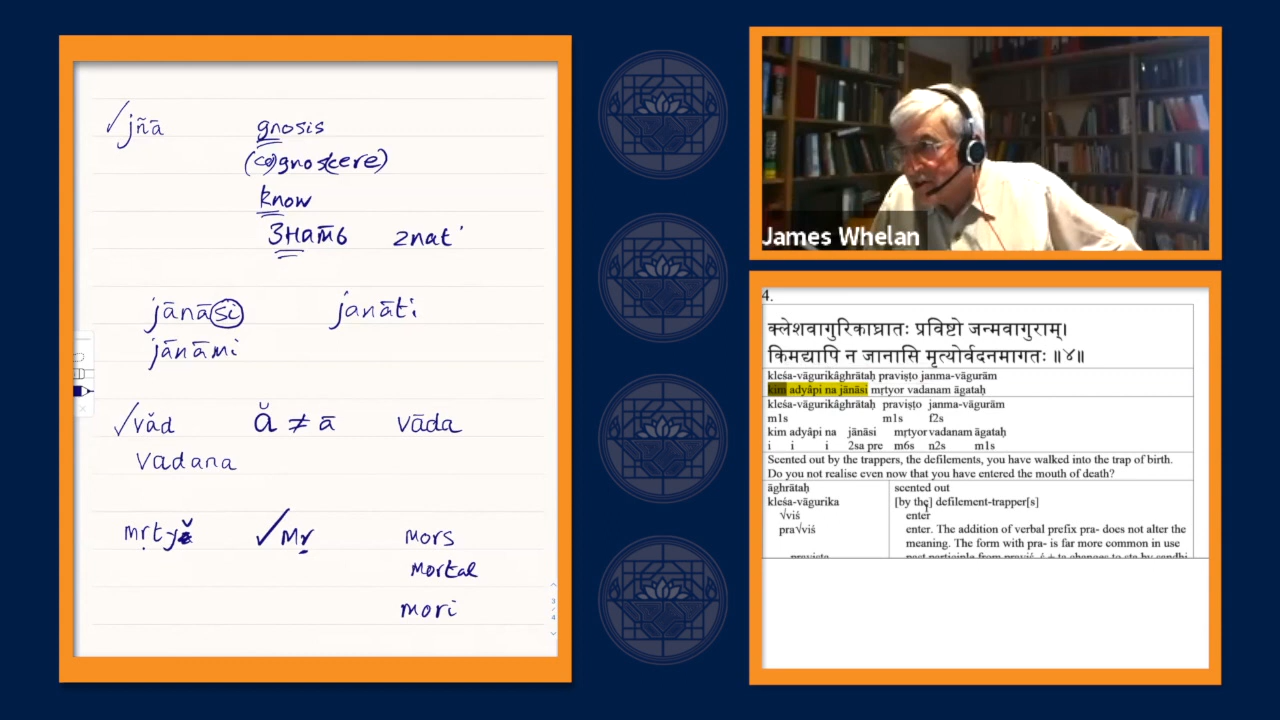 √jñā gnosis
(co)gnoscere)
know
знать znat'
jānāsi janāti
jānāmi
√văd ă ≠ ā vāda
vadana
mṛty √mṛ mors
mortal
mori
3
/
4
James Whelan
4.
क्लेशवागुरिकाघ्रातः प्रविष्टो जन्मवागुराम्।
किमद्यापि न जानासि मृत्योर्वदनमागतः ॥४॥
kleśa-vāgurikâghrātaḥ praviṣṭo janma-vāgurām
kim adyâpi na jānāsi mṛtyor vadanam āgataḥ
kleśa-vāgurikâghrātaḥ praviṣṭo janma-vāgurām
m1s m1s f2s
kim adyâpi na jānāsi mṛtyor vadanam āgataḥ
i i i 2sa pre m6s n2s m1s
Scented out by the trappers, the defilements, you have walked into the trap of birth.
Do you not realise even now that you have entered the mouth of death?
āghrātaḥ scented out
kleśa-vāgurika [by the] defilement-trapper[s]
√viś enter
pra√viś enter. The addition of verbal prefix pra- does not alter the
meaning. The form with pra- is far more common in use